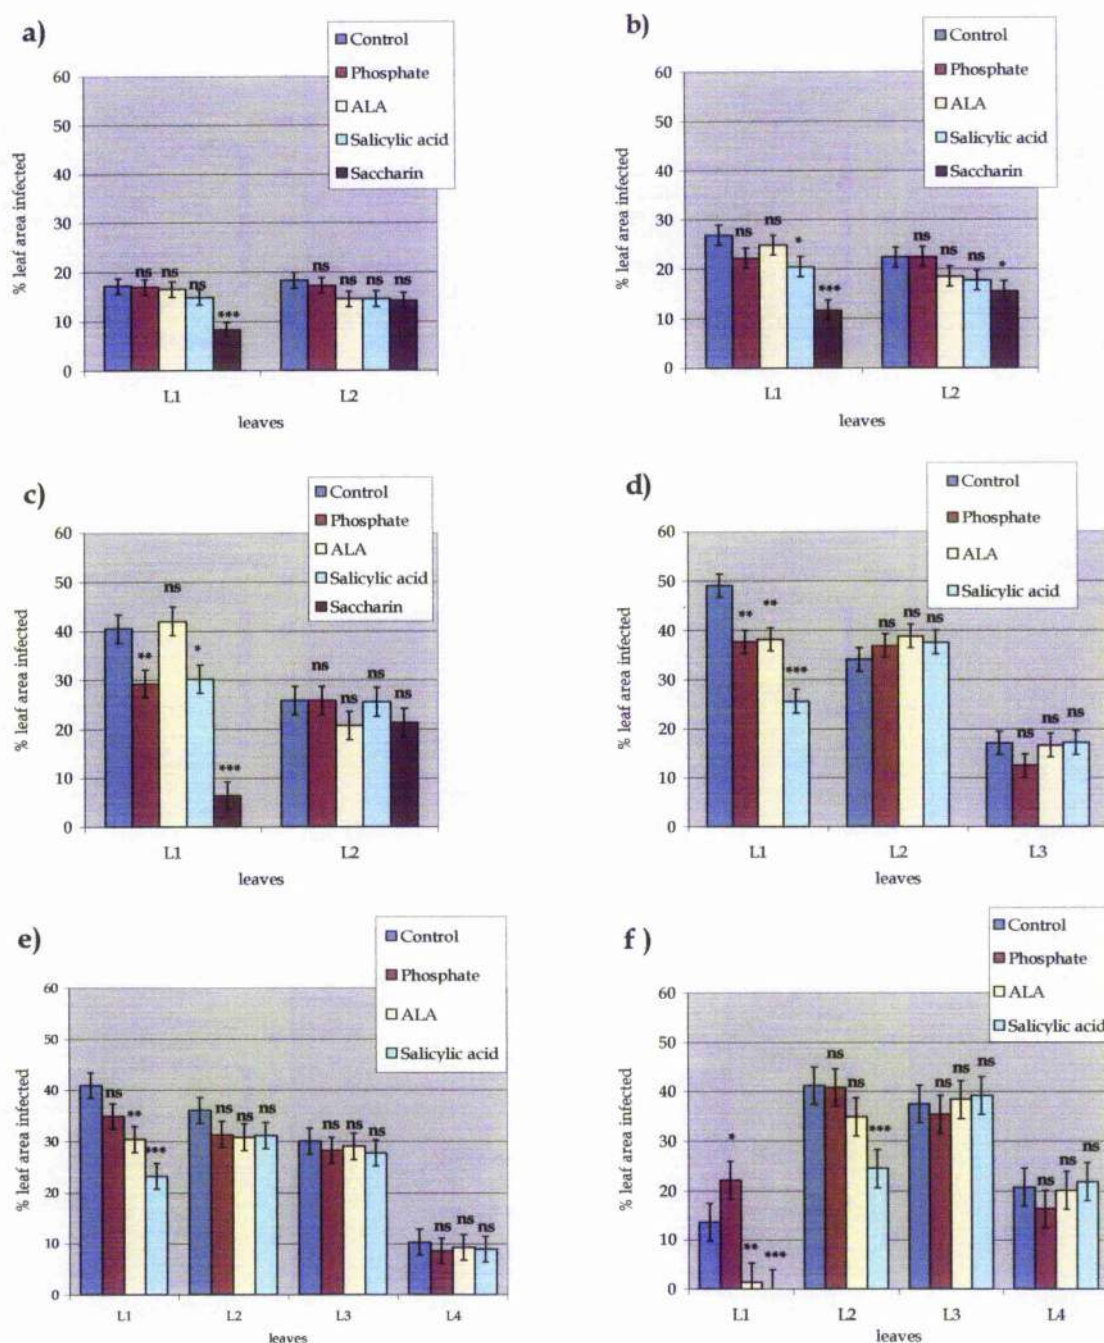 a)
Control
Phosphate
ALA
Salicylic acid
Saccharin
60
50
40
30
20
10
0
% leaf area infected
ns
ns
ns
***
ns
ns
ns
ns
L1
L2
leaves
b)
Control
Phosphate
ALA
Salicylic acid
Saccharin
60
50
40
30
20
10
0
% leaf area infected
ns
ns
*
***
ns
ns
ns
*
L1
L2
leaves
c)
Control
Phosphate
ALA
Salicylic acid
Saccharin
60
50
40
30
20
10
0
% leaf area infected
**
ns
*
***
ns
ns
ns
ns
L1
L2
leaves
d)
Control
Phosphate
ALA
Salicylic acid
60
50
40
30
20
10
0
% leaf area infected
**
**
***
ns
ns
ns
ns
ns
ns
L1
L2
L3
leaves
e)
Control
Phosphate
ALA
Salicylic acid
60
50
40
30
20
10
0
% leaf area infected
ns
**
***
ns
ns
ns
ns
ns
ns
ns
ns
ns
L1
L2
L3
L4
leaves
f)
Control
Phosphate
ALA
Salicylic acid
60
50
40
30
20
10
0
% leaf area infected
*
**
***
ns
ns
***
ns
ns
ns
ns
ns
ns
L1
L2
L3
L4
leaves